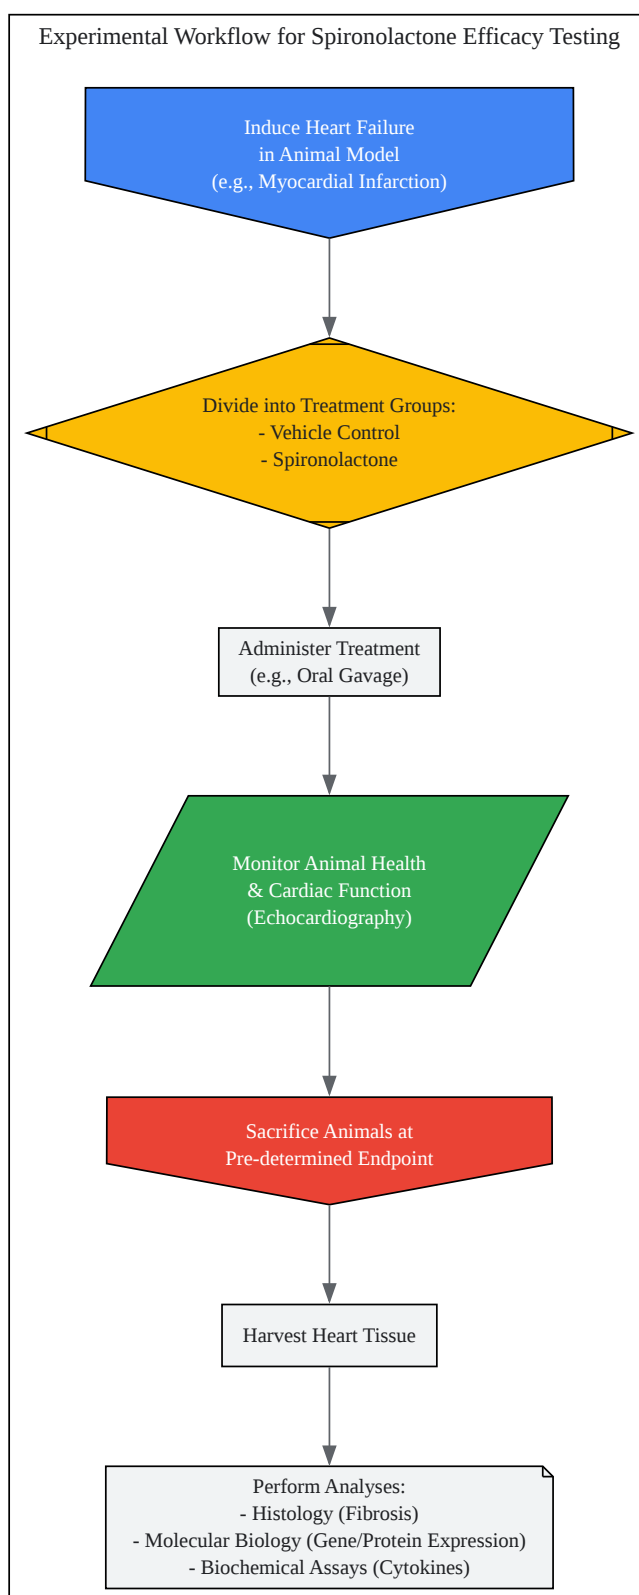 Experimental Workflow for Spironolactone Efficacy Testing
Induce Heart Failure
in Animal Model
(e.g., Myocardial Infarction)
Divide into Treatment Groups:
- Vehicle Control
- Spironolactone
Administer Treatment
(e.g., Oral Gavage)
Monitor Animal Health
& Cardiac Function
(Echocardiography)
Sacrifice Animals at
Pre-determined Endpoint
Harvest Heart Tissue
Perform Analyses:
- Histology (Fibrosis)
- Molecular Biology (Gene/Protein Expression)
- Biochemical Assays (Cytokines)